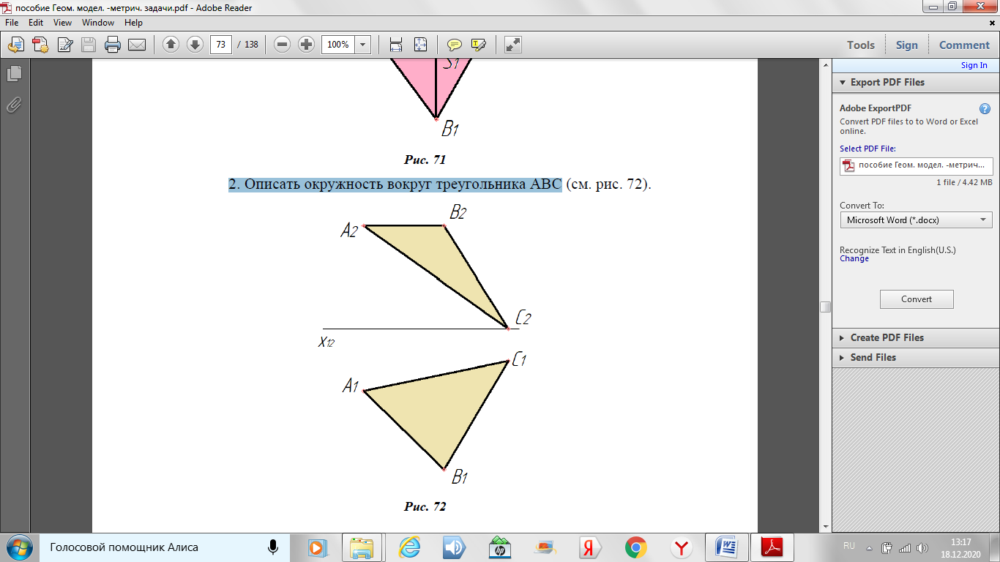 пособие Геом. модел. -метрич. задачи.pdf - Adobe Reader
File Edit View Window Help
73 / 138 100% Tools Sign Comment
Sign In
Export PDF Files
Adobe ExportPDF
Convert PDF files to to Word or Excel
online.
Select PDF File:
пособие Геом. модел. -метрич...
1 file / 4.42 MB
Convert To:
Microsoft Word (*.docx)
Recognize Text in English(U.S.)
Change
Convert
Create PDF Files
Send Files
S1
B1
Рис. 71
2. Описать окружность вокруг треугольника АВС (см. рис. 72).
B2
A2
C2
X12
C1
A1
B1
Рис. 72
Голосовой помощник Алиса
RU
13:17
18.12.2020